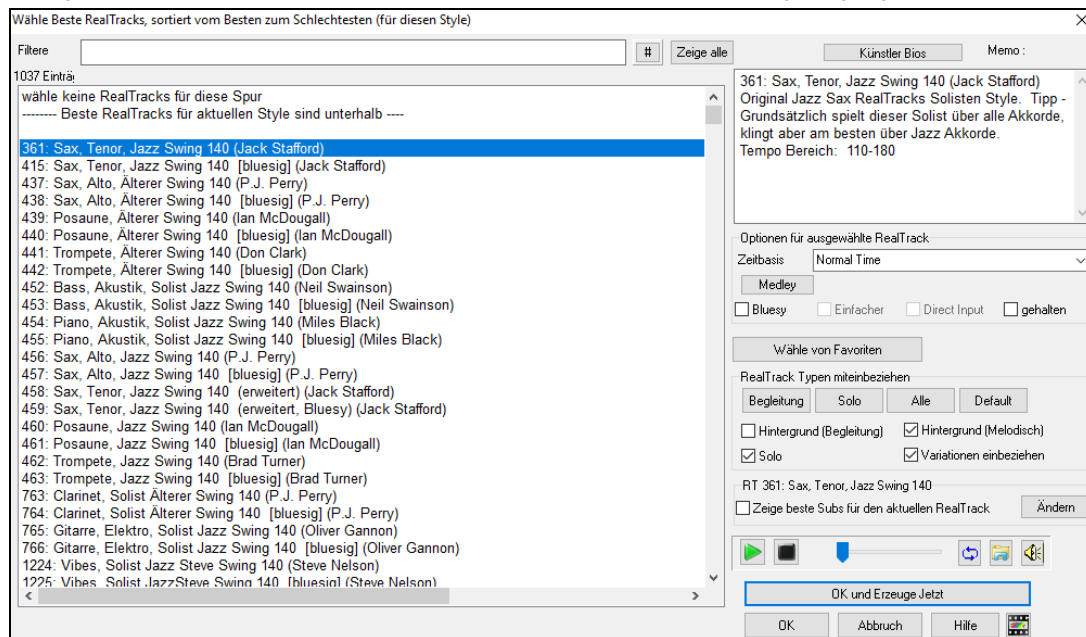 Wähle Beste RealTracks, sortiert vom Besten zum Schlechtesten (für diesen Style)
Filtere
#
Zeige alle
Künstler Bios
Memo :
1037 Einträ
wähle keine RealTracks für diese Spur
-------- Beste RealTracks für aktuellen Style sind unterhalb ----
361: Sax, Tenor, Jazz Swing 140 (Jack Stafford)
415: Sax, Tenor, Jazz Swing 140 [bluesig] (Jack Stafford)
437: Sax, Alto, Älterer Swing 140 (P.J. Perry)
438: Sax, Alto, Älterer Swing 140 [bluesig] (P.J. Perry)
439: Posaune, Älterer Swing 140 (Ian McDougall)
440: Posaune, Älterer Swing 140 [bluesig] (Ian McDougall)
441: Trompete, Älterer Swing 140 (Don Clark)
442: Trompete, Älterer Swing 140 [bluesig] (Don Clark)
452: Bass, Akustik, Solist Jazz Swing 140 (Neil Swainson)
453: Bass, Akustik, Solist Jazz Swing 140 [bluesig] (Neil Swainson)
454: Piano, Akustik, Solist Jazz Swing 140 (Miles Black)
455: Piano, Akustik, Solist Jazz Swing 140 [bluesig] (Miles Black)
456: Sax, Alto, Jazz Swing 140 (P.J. Perry)
457: Sax, Alto, Jazz Swing 140 [bluesig] (P.J. Perry)
458: Sax, Tenor, Jazz Swing 140 (erweitert) (Jack Stafford)
459: Sax, Tenor, Jazz Swing 140 (erweitert, Bluesy) (Jack Stafford)
460: Posaune, Jazz Swing 140 (Ian McDougall)
461: Posaune, Jazz Swing 140 [bluesig] (Ian McDougall)
462: Trompete, Jazz Swing 140 (Brad Turner)
463: Trompete, Jazz Swing 140 [bluesig] (Brad Turner)
763: Clarinet, Solist Älterer Swing 140 (P.J. Perry)
764: Clarinet, Solist Älterer Swing 140 [bluesig] (P.J. Perry)
765: Gitarre, Elektro, Solist Jazz Swing 140 (Oliver Gannon)
766: Gitarre, Elektro, Solist Jazz Swing 140 [bluesig] (Oliver Gannon)
1224: Vibes, Solist Jazz Steve Swing 140 (Steve Nelson)
1225: Vibes, Solist JazzSteve Swing 140 [bluesig] (Steve Nelson)
361: Sax, Tenor, Jazz Swing 140 (Jack Stafford)
Original Jazz Sax RealTracks Solisten Style. Tipp -
Grundsätzlich spielt dieser Solist über alle Akkorde,
klingt aber am besten über Jazz Akkorde.
Tempo Bereich: 110-180
Optionen für ausgewählte RealTrack
Zeitbasis Normal Time
Medley
Bluesy Einfacher Direct Input gehalten
Wähle von Favoriten
RealTrack Typen miteinbeziehen
Begleitung Solo Alle Default
Hintergrund (Begleitung) Hintergrund (Melodisch)
Solo Variationen einbeziehen
RT 361: Sax, Tenor, Jazz Swing 140
Zeige beste Subs für den aktuellen RealTrack Ändern
OK und Erzeuge Jetzt
OK Abbruch Hilfe